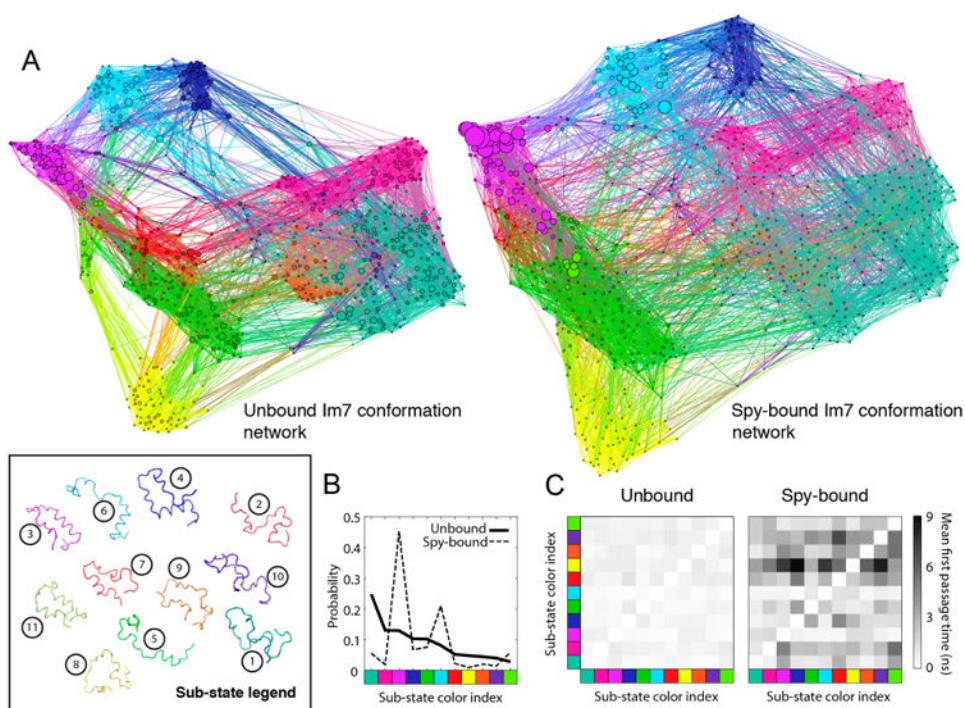 A
Unbound Im7 conformation
network
Spy-bound Im7 conformation
network
4
6
2
3
7
9
10
11
5
1
8
Sub-state legend
B
0.5
0.4
0.3
0.2
0.1
0
Probability
Unbound
Spy-bound
Sub-state color index
C
Unbound
Spy-bound
Sub-state color index
Sub-state color index
Sub-state color index
9
6
3
0
Mean first passage time (ns)